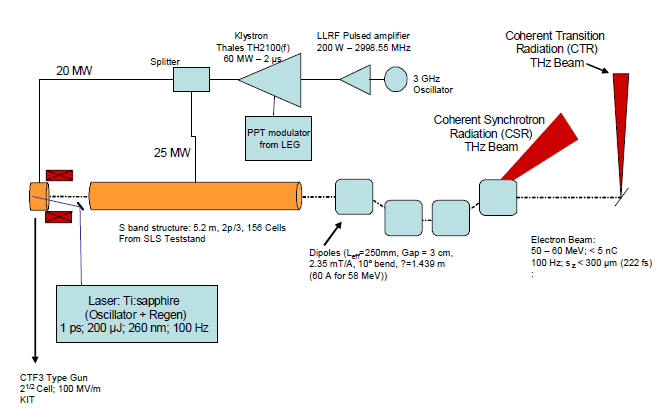 Klystron
Thales TH2100(f)
60 MW – 2 µs
LLRF Pulsed amplifier
200 W – 2998.55 MHz
Coherent Transition
Radiation (CTR)
THz Beam
Splitter
20 MW
3 GHz
Oscillator
Coherent Synchrotron
Radiation (CSR)
THz Beam
PPT modulator
from LEG
25 MW
S band structure: 5.2 m, 2p/3, 156 Cells
From SLS Teststand
Dipoles (Leff=250mm, Gap = 3 cm,
2.35 mT/A, 10° bend, ?=1.439 m
(60 A for 58 MeV))
Electron Beam:
50 – 60 MeV; < 5 nC
100 Hz; sz < 300 µm (222 fs)
:
Laser: Ti:sapphire
(Oscillator + Regen)
1 ps; 200 µJ; 260 nm; 100 Hz
CTF3 Type Gun
2 1/2 Cell; 100 MV/m
KIT